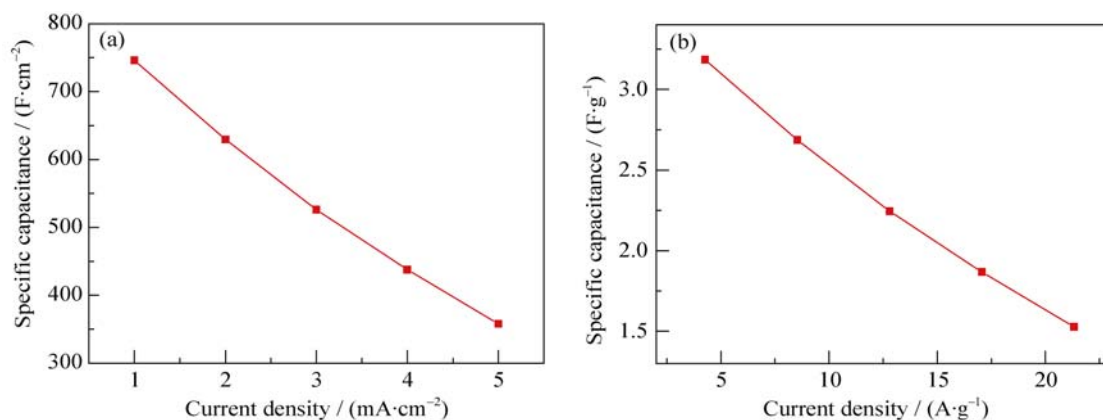 (a)
Specific capacitance / (F·cm⁻²)
800
700
600
500
400
300
1 2 3 4 5
Current density / (mA·cm⁻²)
(b)
Specific capacitance / (F·g⁻¹)
3.0
2.5
2.0
1.5
5 10 15 20
Current density / (A·g⁻¹)